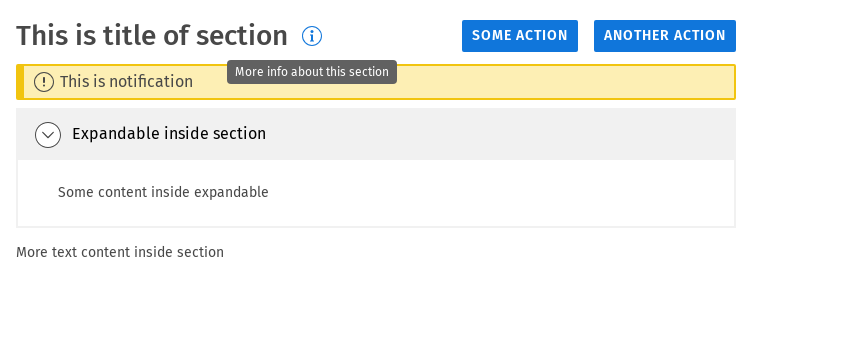 This is title of section
SOME ACTION
ANOTHER ACTION
More info about this section
This is notification
Expandable inside section
Some content inside expandable
More text content inside section